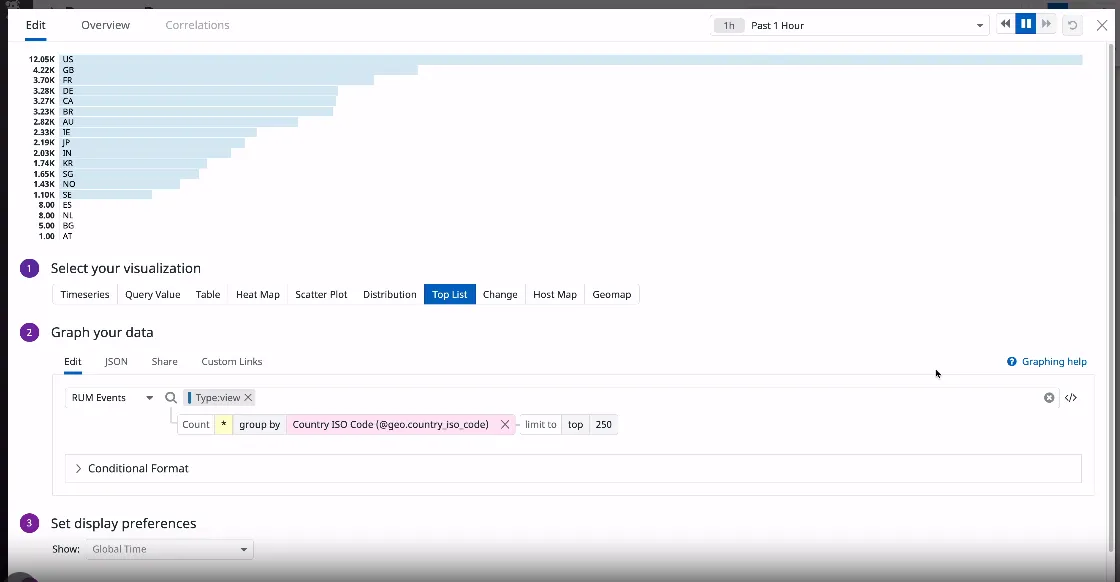 Edit Overview Correlations 1h Past 1 Hour
12.05K US
4.22K GB
3.70K FR
3.28K DE
3.27K CA
3.23K BR
2.82K AU
2.33K IE
2.19K JP
2.03K IN
1.74K KR
1.65K SG
1.43K NO
1.10K SE
8.00 ES
8.00 NL
5.00 BG
1.00 AT
1 Select your visualization
Timeseries Query Value Table Heat Map Scatter Plot Distribution Top List Change Host Map Geomap
2 Graph your data
Edit JSON Share Custom Links ? Graphing help
RUM Events Type:view </>
Count * group by Country ISO Code (@geo.country_iso_code) limit to top 250
Conditional Format
3 Set display preferences
Show: Global Time